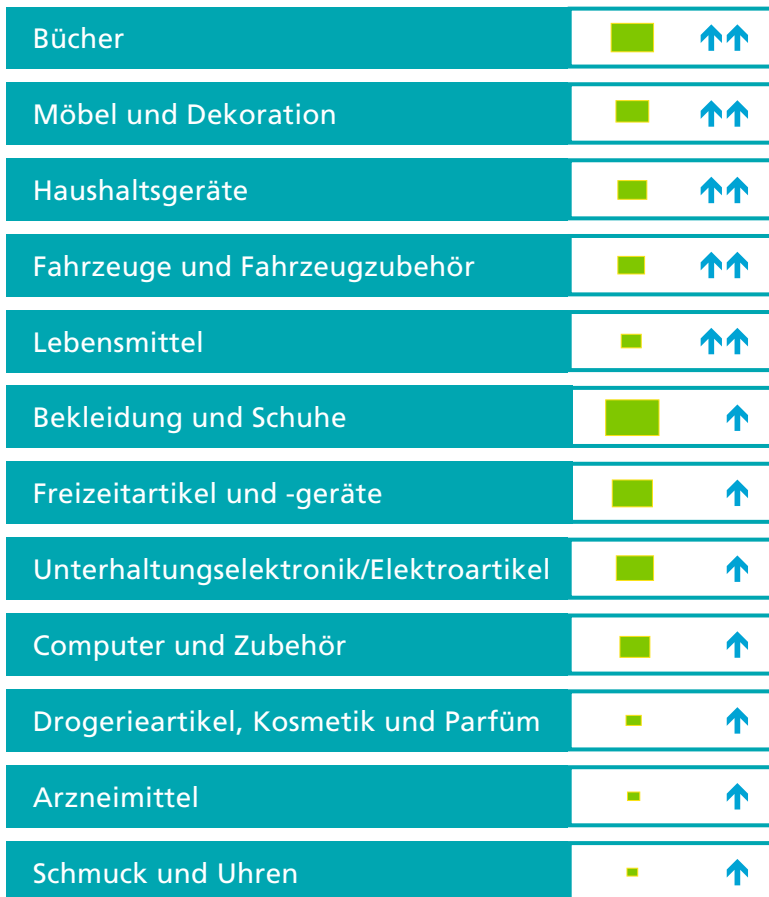 Bücher
Möbel und Dekoration
Haushaltsgeräte
Fahrzeuge und Fahrzeugzubehör
Lebensmittel
Bekleidung und Schuhe
Freizeitartikel und -geräte
Unterhaltungselektronik/Elektroartikel
Computer und Zubehör
Drogerieartikel, Kosmetik und Parfüm
Arzneimittel
Schmuck und Uhren